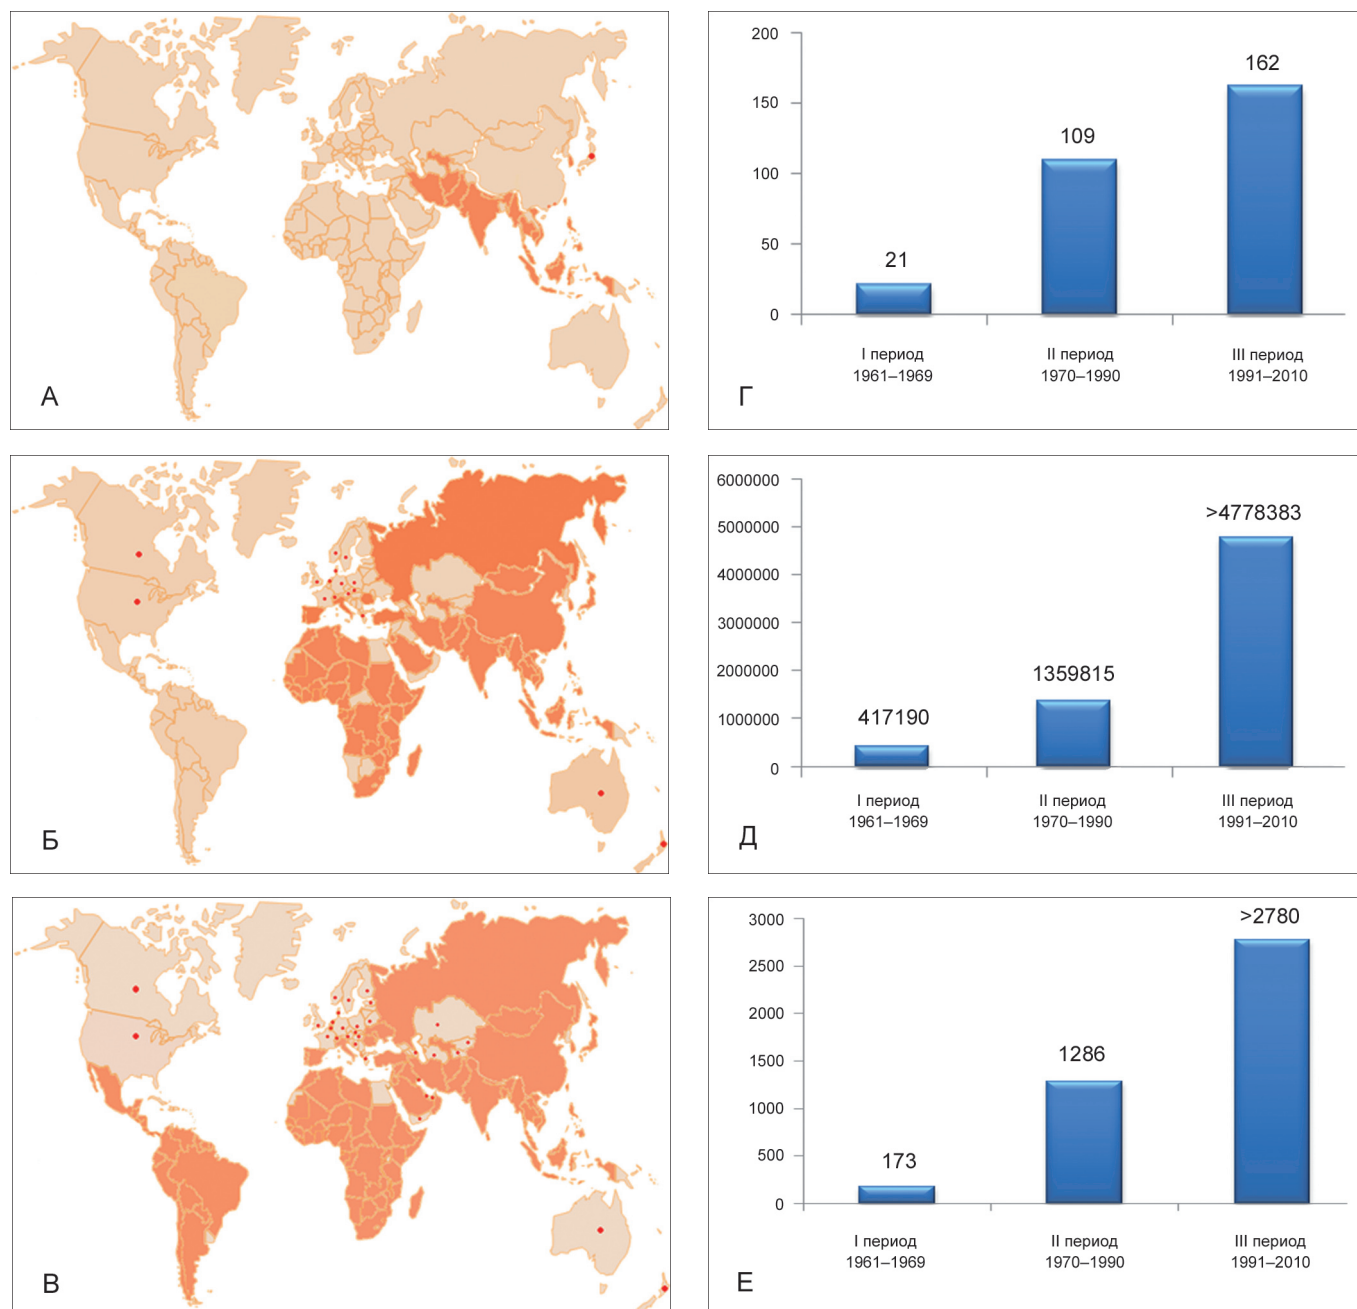 А
200
150
100
50
0
21
109
162
I период
1961–1969
II период
1970–1990
III период
1991–2010
Г
Б
6000000
5000000
4000000
3000000
2000000
1000000
0
417190
1359815
>4778383
I период
1961–1969
II период
1970–1990
III период
1991–2010
Д
В
3000
2500
2000
1500
1000
500
0
173
1286
>2780
I период
1961–1969
II период
1970–1990
III период
1991–2010
Е